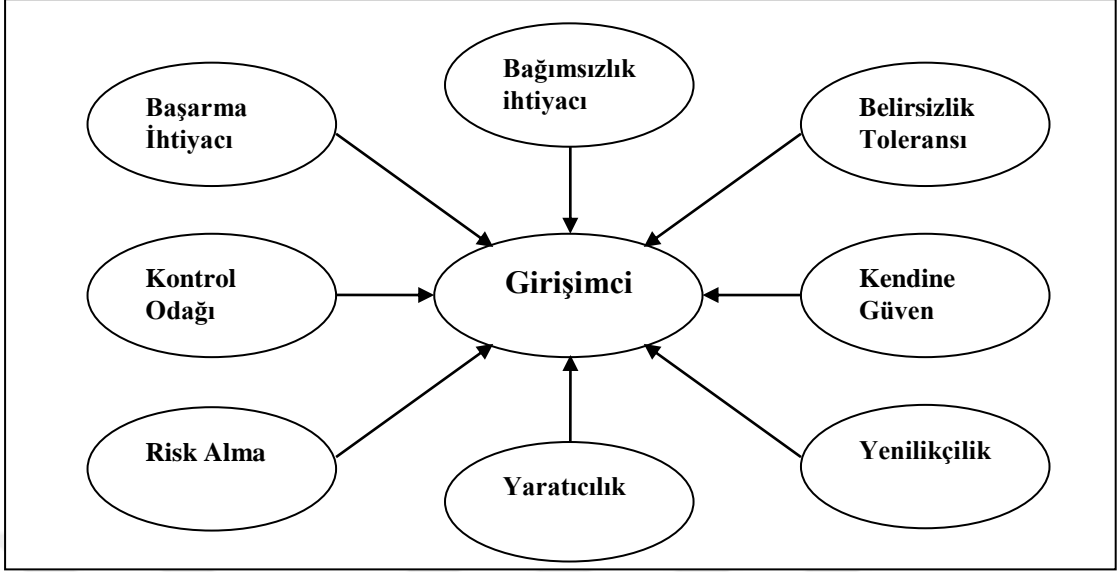 Bağımsızlık
ihtiyacı
Başarma
İhtiyacı
Belirsizlik
Toleransı
Kontrol
Odağı
Girişimci
Kendine
Güven
Risk Alma
Yaratıcılık
Yenilikçilik